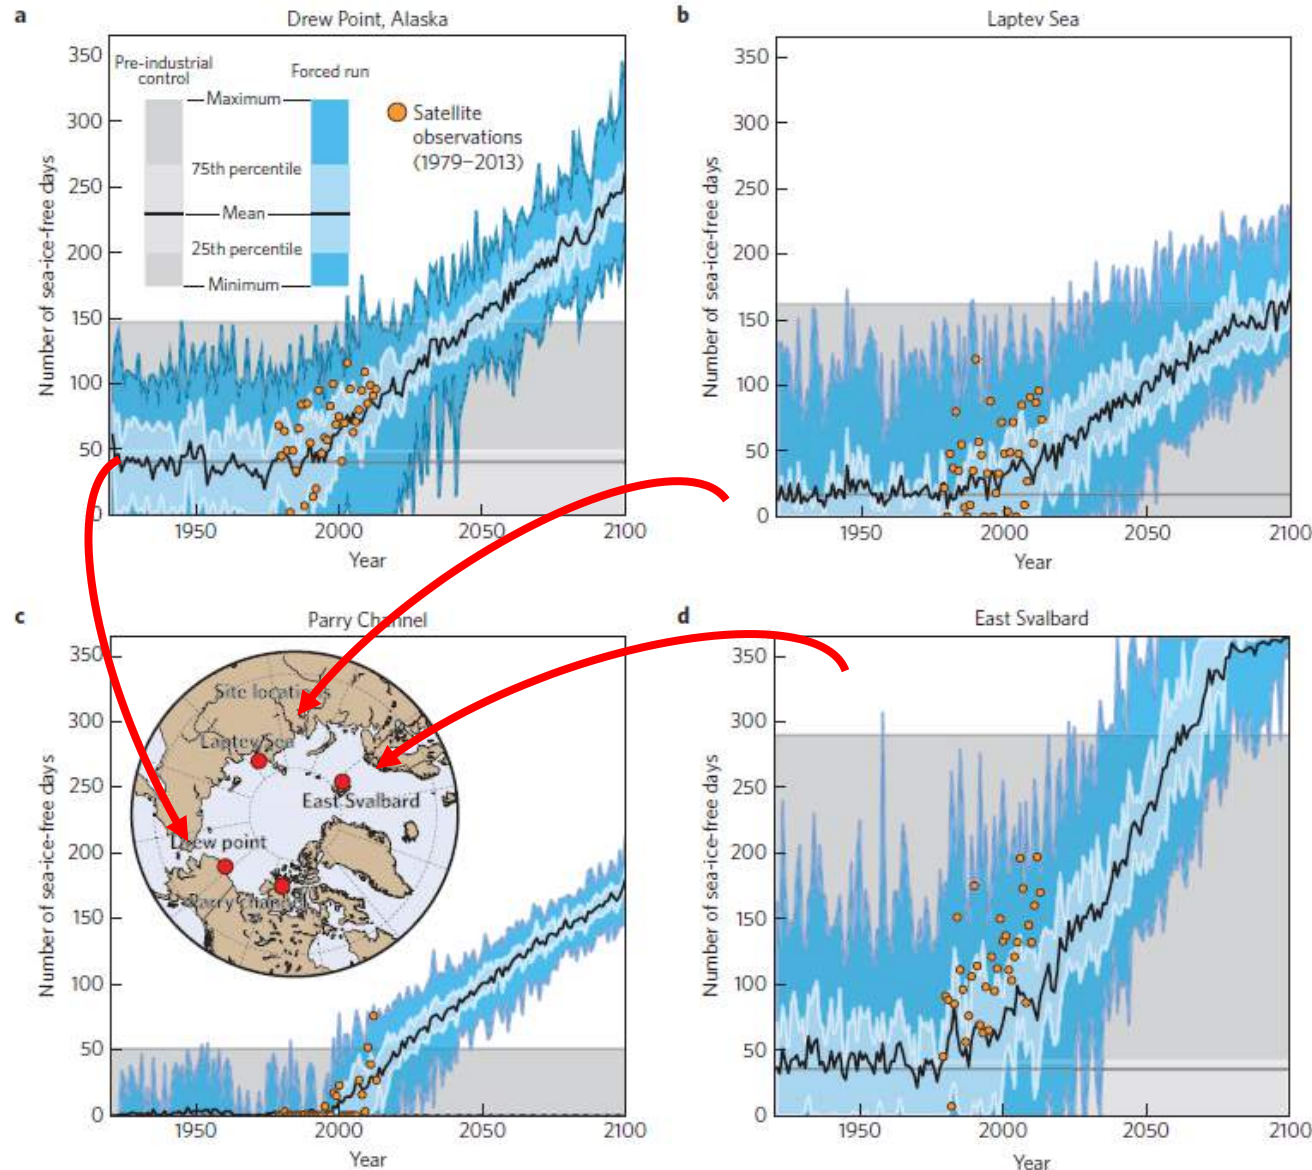 a
Drew Point, Alaska
Number of sea-ice-free days
350
300
250
200
150
100
50
0
Pre-industrial
control
Forced run
Maximum
75th percentile
Mean
25th percentile
Minimum
Satellite
observations
(1979–2013)
1950
2000
2050
2100
Year
b
Laptev Sea
Number of sea-ice-free days
350
300
250
200
150
100
50
0
1950
2000
2050
2100
Year
c
Parry Channel
Number of sea-ice-free days
350
300
250
200
150
100
50
0
Site locations
Laptev Sea
East Svalbard
Drew point
Parry Channel
1950
2000
2050
2100
Year
d
East Svalbard
Number of sea-ice-free days
350
300
250
200
150
100
50
0
1950
2000
2050
2100
Year